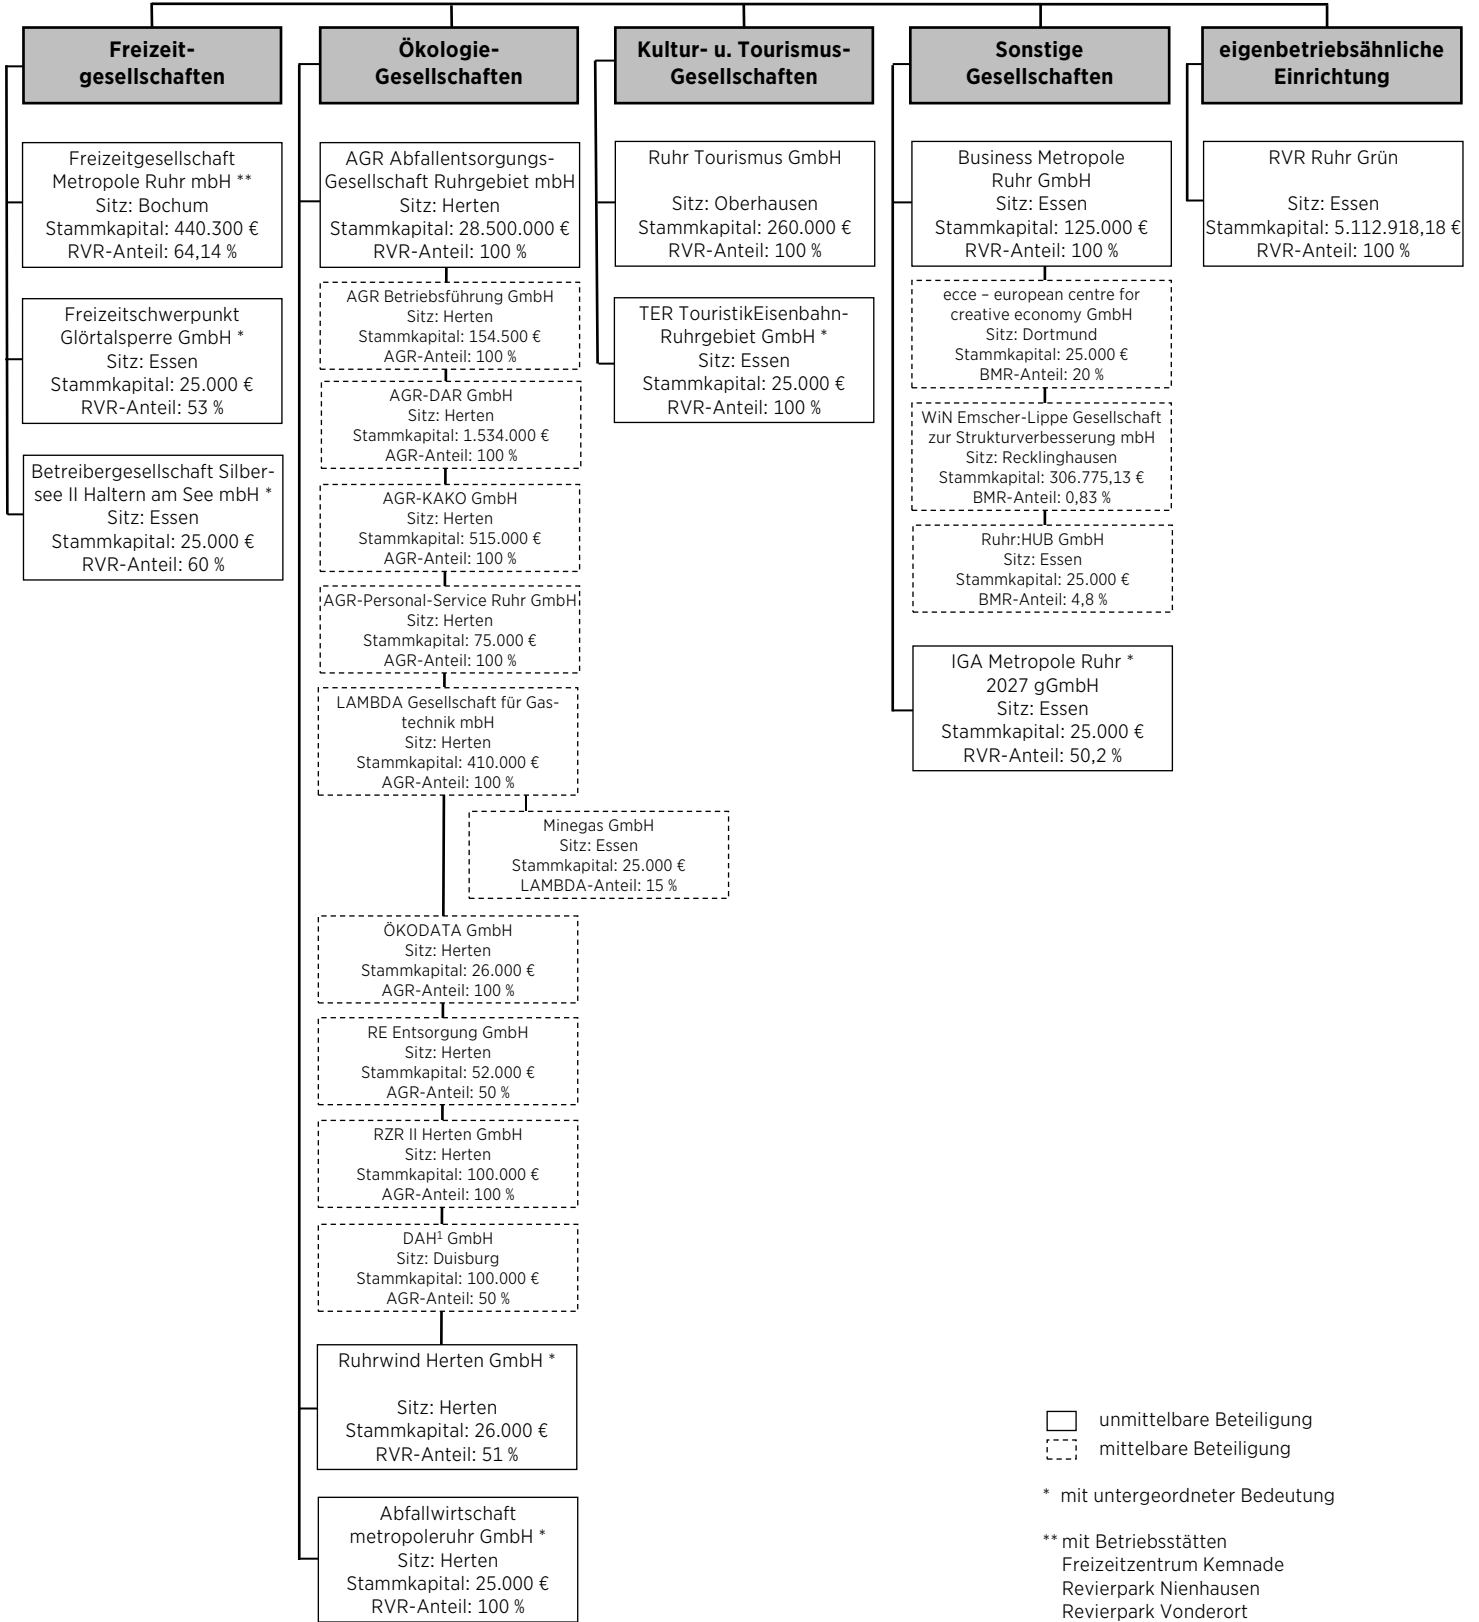 Freizeit-
gesellschaften
Freizeitgesellschaft
Metropole Ruhr mbH **
Sitz: Bochum
Stammkapital: 440.300 €
RVR-Anteil: 64,14 %
Freizeitschwerpunkt
Glörtalsperre GmbH *
Sitz: Essen
Stammkapital: 25.000 €
RVR-Anteil: 53 %
Betreibergesellschaft Silber-
see II Haltern am See mbH *
Sitz: Essen
Stammkapital: 25.000 €
RVR-Anteil: 60 %
Ökologie-
Gesellschaften
AGR Abfallentsorgungs-
Gesellschaft Ruhrgebiet mbH
Sitz: Herten
Stammkapital: 28.500.000 €
RVR-Anteil: 100 %
AGR Betriebsführung GmbH
Sitz: Herten
Stammkapital: 154.500 €
AGR-Anteil: 100 %
AGR-DAR GmbH
Sitz: Herten
Stammkapital: 1.534.000 €
AGR-Anteil: 100 %
AGR-KAKO GmbH
Sitz: Herten
Stammkapital: 515.000 €
AGR-Anteil: 100 %
AGR-Personal-Service Ruhr GmbH
Sitz: Herten
Stammkapital: 75.000 €
AGR-Anteil: 100 %
LAMBDA Gesellschaft für Gas-
technik mbH
Sitz: Herten
Stammkapital: 410.000 €
AGR-Anteil: 100 %
Minegas GmbH
Sitz: Essen
Stammkapital: 25.000 €
LAMBDA-Anteil: 15 %
ÖKODATA GmbH
Sitz: Herten
Stammkapital: 26.000 €
AGR-Anteil: 100 %
RE Entsorgung GmbH
Sitz: Herten
Stammkapital: 52.000 €
AGR-Anteil: 50 %
RZR II Herten GmbH
Sitz: Herten
Stammkapital: 100.000 €
AGR-Anteil: 100 %
DAH¹ GmbH
Sitz: Duisburg
Stammkapital: 100.000 €
AGR-Anteil: 50 %
Ruhrwind Herten GmbH *
Sitz: Herten
Stammkapital: 26.000 €
RVR-Anteil: 51 %
Abfallwirtschaft
metropoleruhr GmbH *
Sitz: Herten
Stammkapital: 25.000 €
RVR-Anteil: 100 %
Kultur- u. Tourismus-
Gesellschaften
Ruhr Tourismus GmbH
Sitz: Oberhausen
Stammkapital: 260.000 €
RVR-Anteil: 100 %
TER TouristikEisenbahn-
Ruhrgebiet GmbH *
Sitz: Essen
Stammkapital: 25.000 €
RVR-Anteil: 100 %
Sonstige
Gesellschaften
Business Metropole
Ruhr GmbH
Sitz: Essen
Stammkapital: 125.000 €
RVR-Anteil: 100 %
ecce – european centre for
creative economy GmbH
Sitz: Dortmund
Stammkapital: 25.000 €
BMR-Anteil: 20 %
WiN Emscher-Lippe Gesellschaft
zur Strukturverbesserung mbH
Sitz: Recklinghausen
Stammkapital: 306.775,13 €
BMR-Anteil: 0,83 %
Ruhr:HUB GmbH
Sitz: Essen
Stammkapital: 25.000 €
BMR-Anteil: 4,8 %
IGA Metropole Ruhr *
2027 gGmbH
Sitz: Essen
Stammkapital: 25.000 €
RVR-Anteil: 50,2 %
eigenbetriebsähnliche
Einrichtung
RVR Ruhr Grün
Sitz: Essen
Stammkapital: 5.112.918,18 €
RVR-Anteil: 100 %
unmittelbare Beteiligung
mittelbare Beteiligung
* mit untergeordneter Bedeutung
** mit Betriebsstätten
Freizeitzentrum Kemnade
Revierpark Nienhausen
Revierpark Vonderort